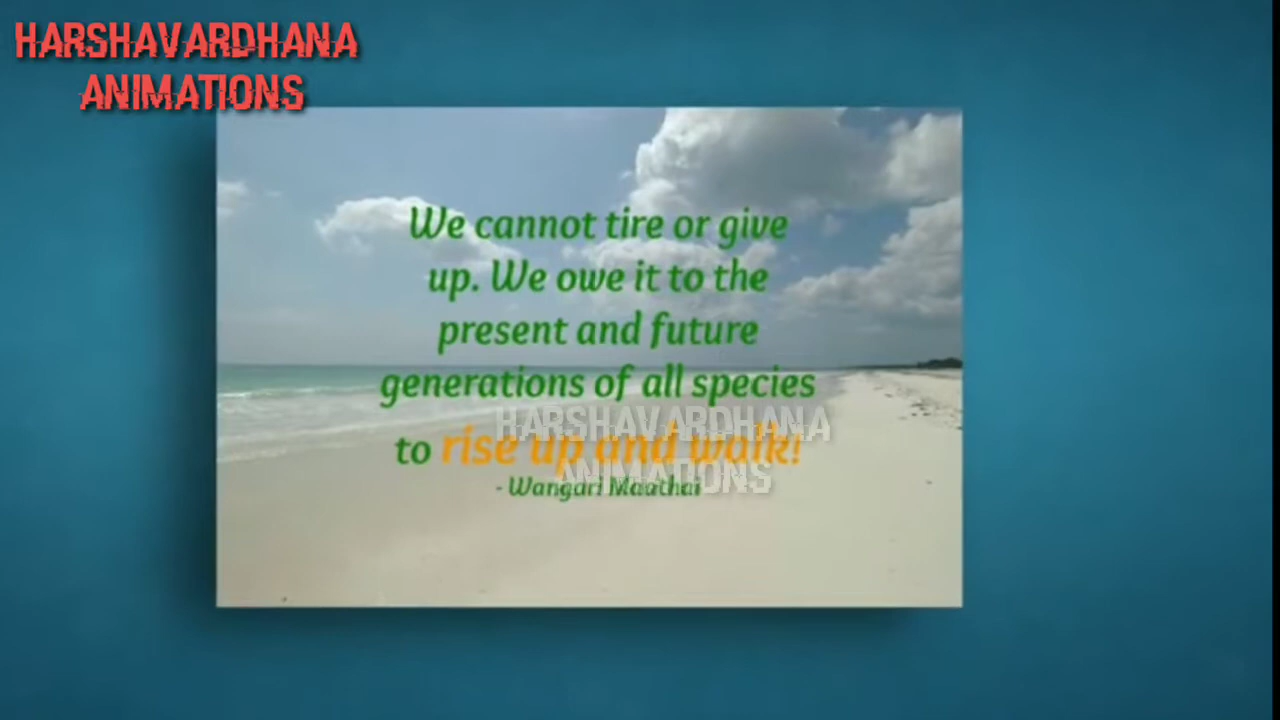 HARSHAVARDHANA
ANIMATIONS
We cannot tire or give
up. We owe it to the
present and future
generations of all species
HARSHAVARDHANA
to rise up and walk!
ANIMATIONS
- Wangari Maathai